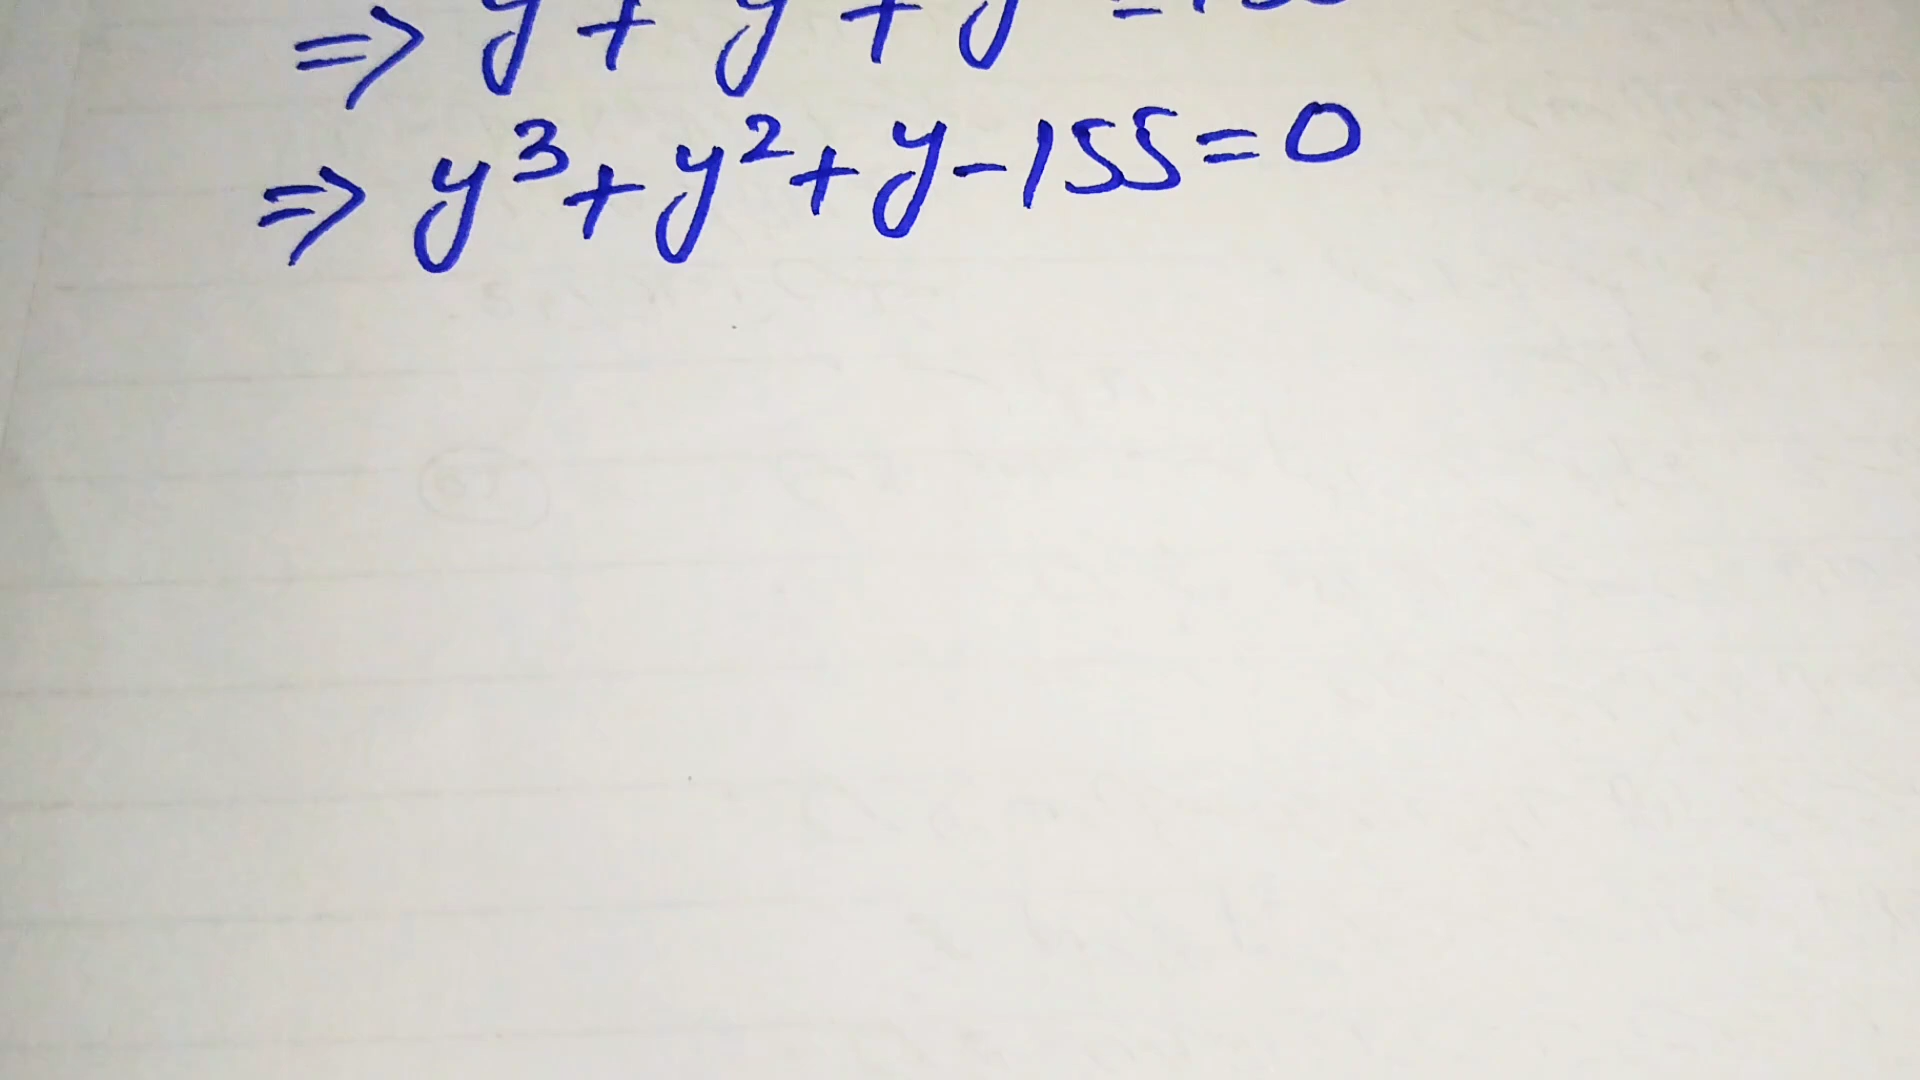 ⇒ y + y + y =
⇒ y³ + y² + y - 155 = 0